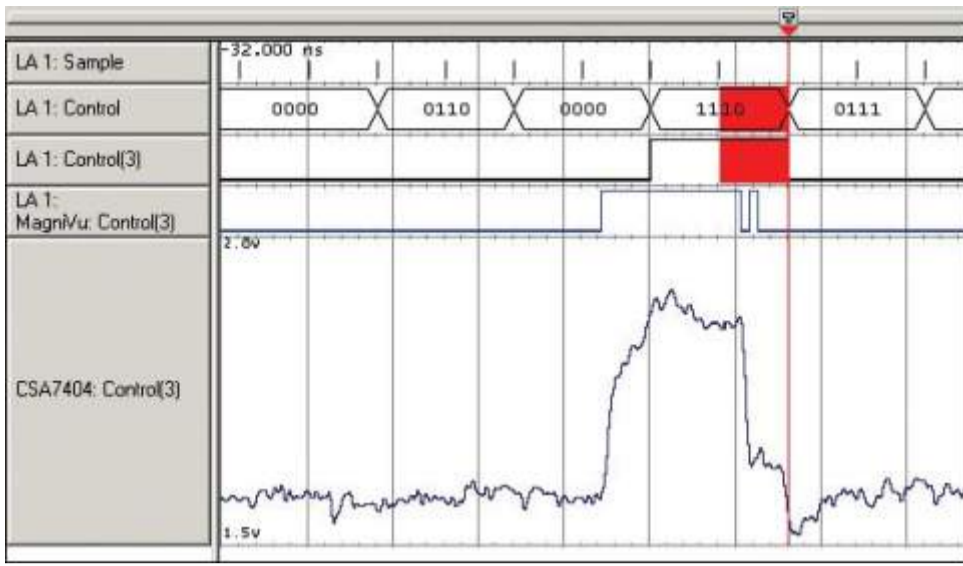 LA 1: Sample
-32.000 ns
LA 1: Control
0000 0110 0000 1110 0111
LA 1: Control(3)
LA 1:
MagniVu: Control(3)
2.8v
CSA7404: Control(3)
1.5v